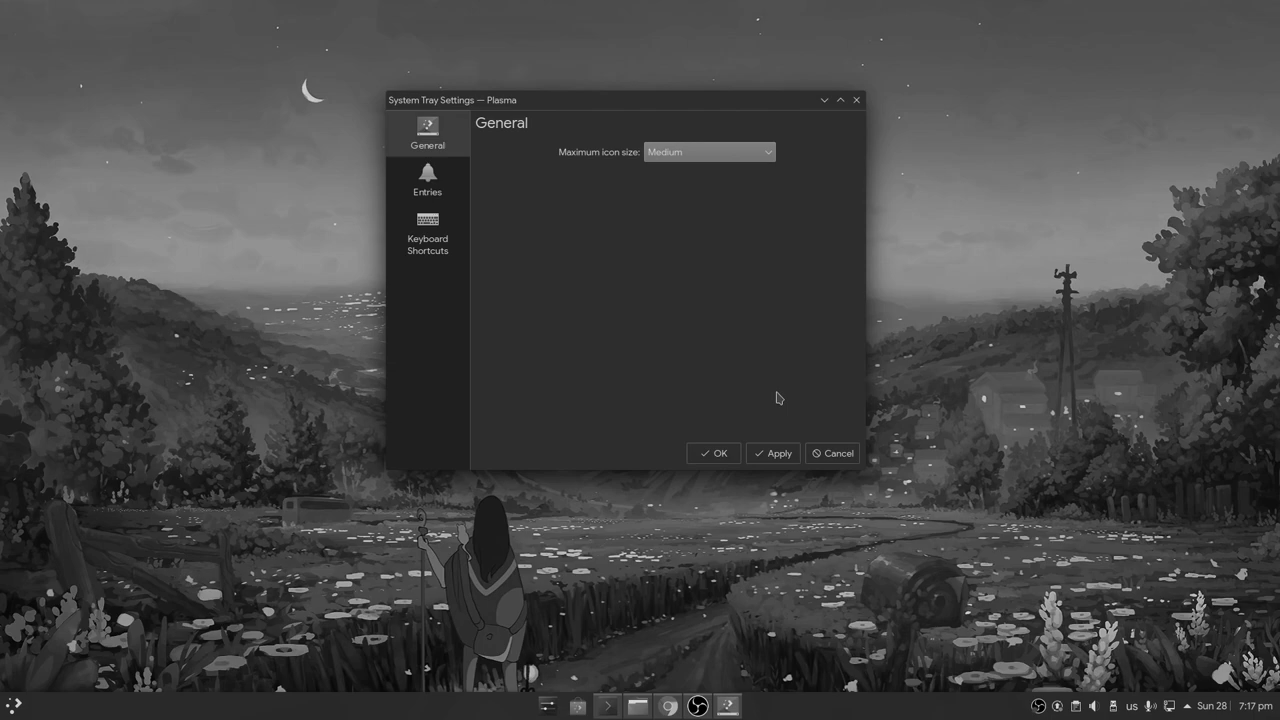 System Tray Settings — Plasma
General
General
Maximum icon size: Medium
Entries
Keyboard
Shortcuts
OK Apply Cancel
us Sun 28 7:17 pm